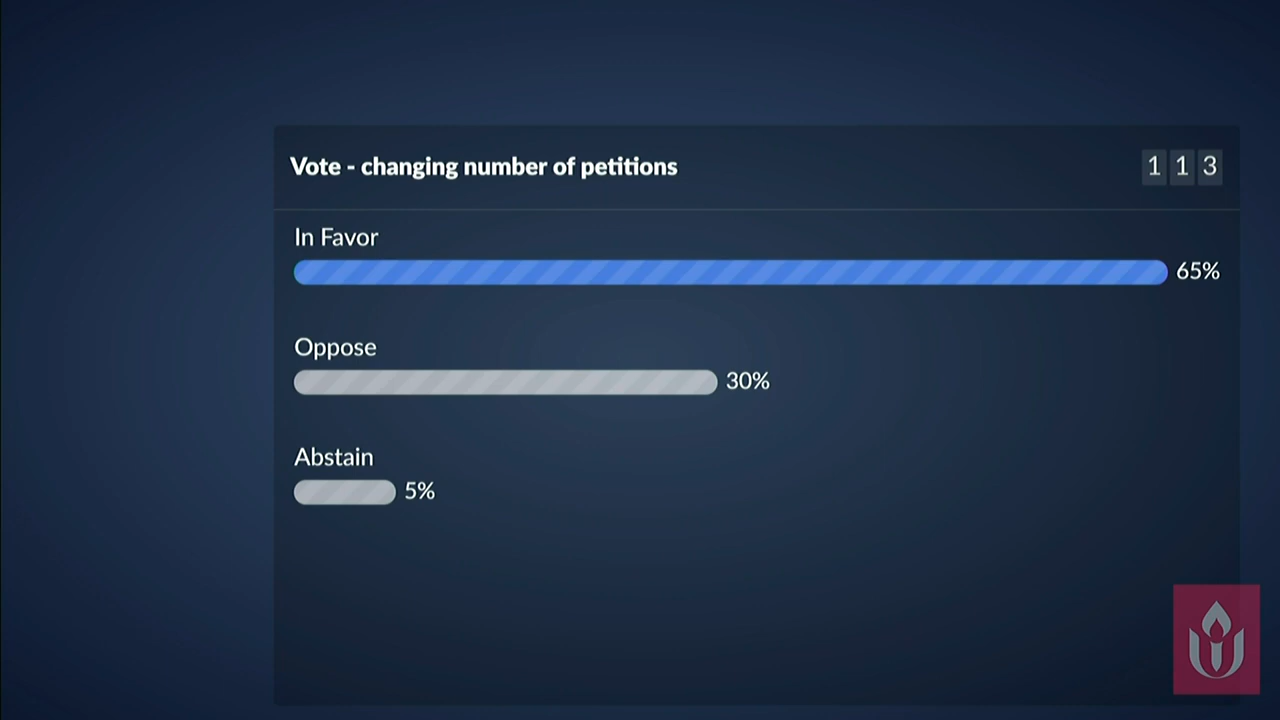 Vote - changing number of petitions
1 1 3
In Favor
65%
Oppose
30%
Abstain
5%